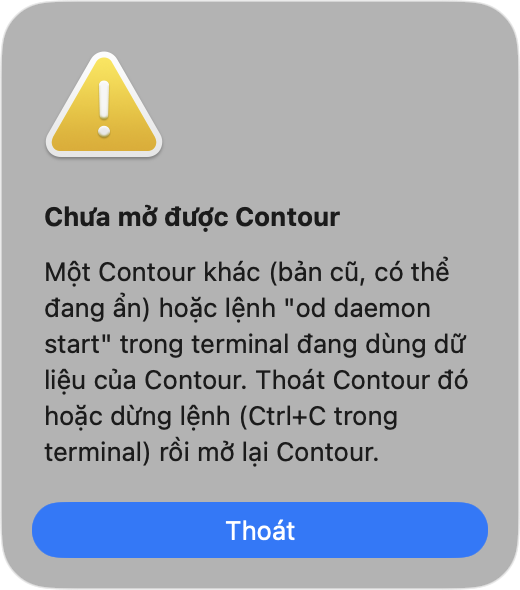 Chưa mở được Contour
Một Contour khác (bản cũ, có thể
đang ẩn) hoặc lệnh "od daemon
start" trong terminal đang dùng dữ
liệu của Contour. Thoát Contour đó
hoặc dừng lệnh (Ctrl+C trong
terminal) rồi mở lại Contour.
Thoát